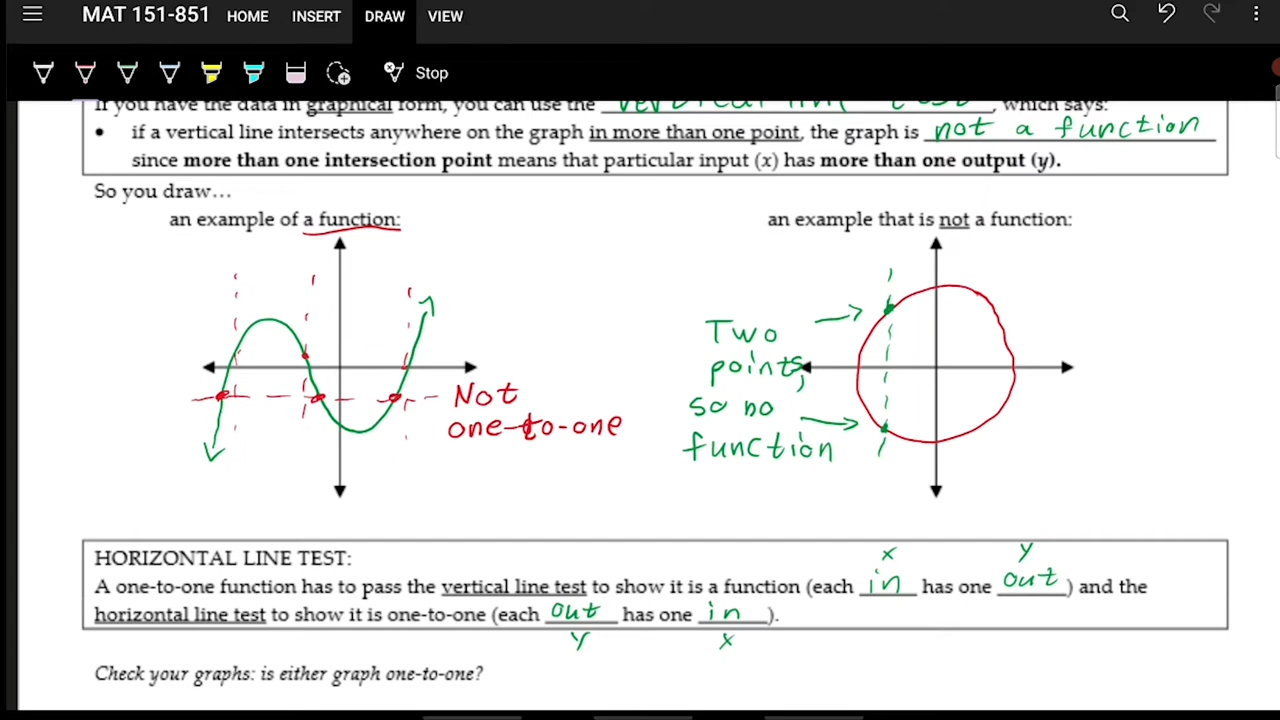 MAT 151-851 HOME INSERT DRAW VIEW
Stop
If you have the data in graphical form, you can use the vertical line test, which says:
• if a vertical line intersects anywhere on the graph in more than one point, the graph is not a function
since more than one intersection point means that particular input (x) has more than one output (y).
So you draw…
an example of a function:
an example that is not a function:
Not
one-to-one
Two
points,
so no
function
HORIZONTAL LINE TEST:
x y
A one-to-one function has to pass the vertical line test to show it is a function (each in has one out) and the
horizontal line test to show it is one-to-one (each out has one in).
y x
Check your graphs: is either graph one-to-one?